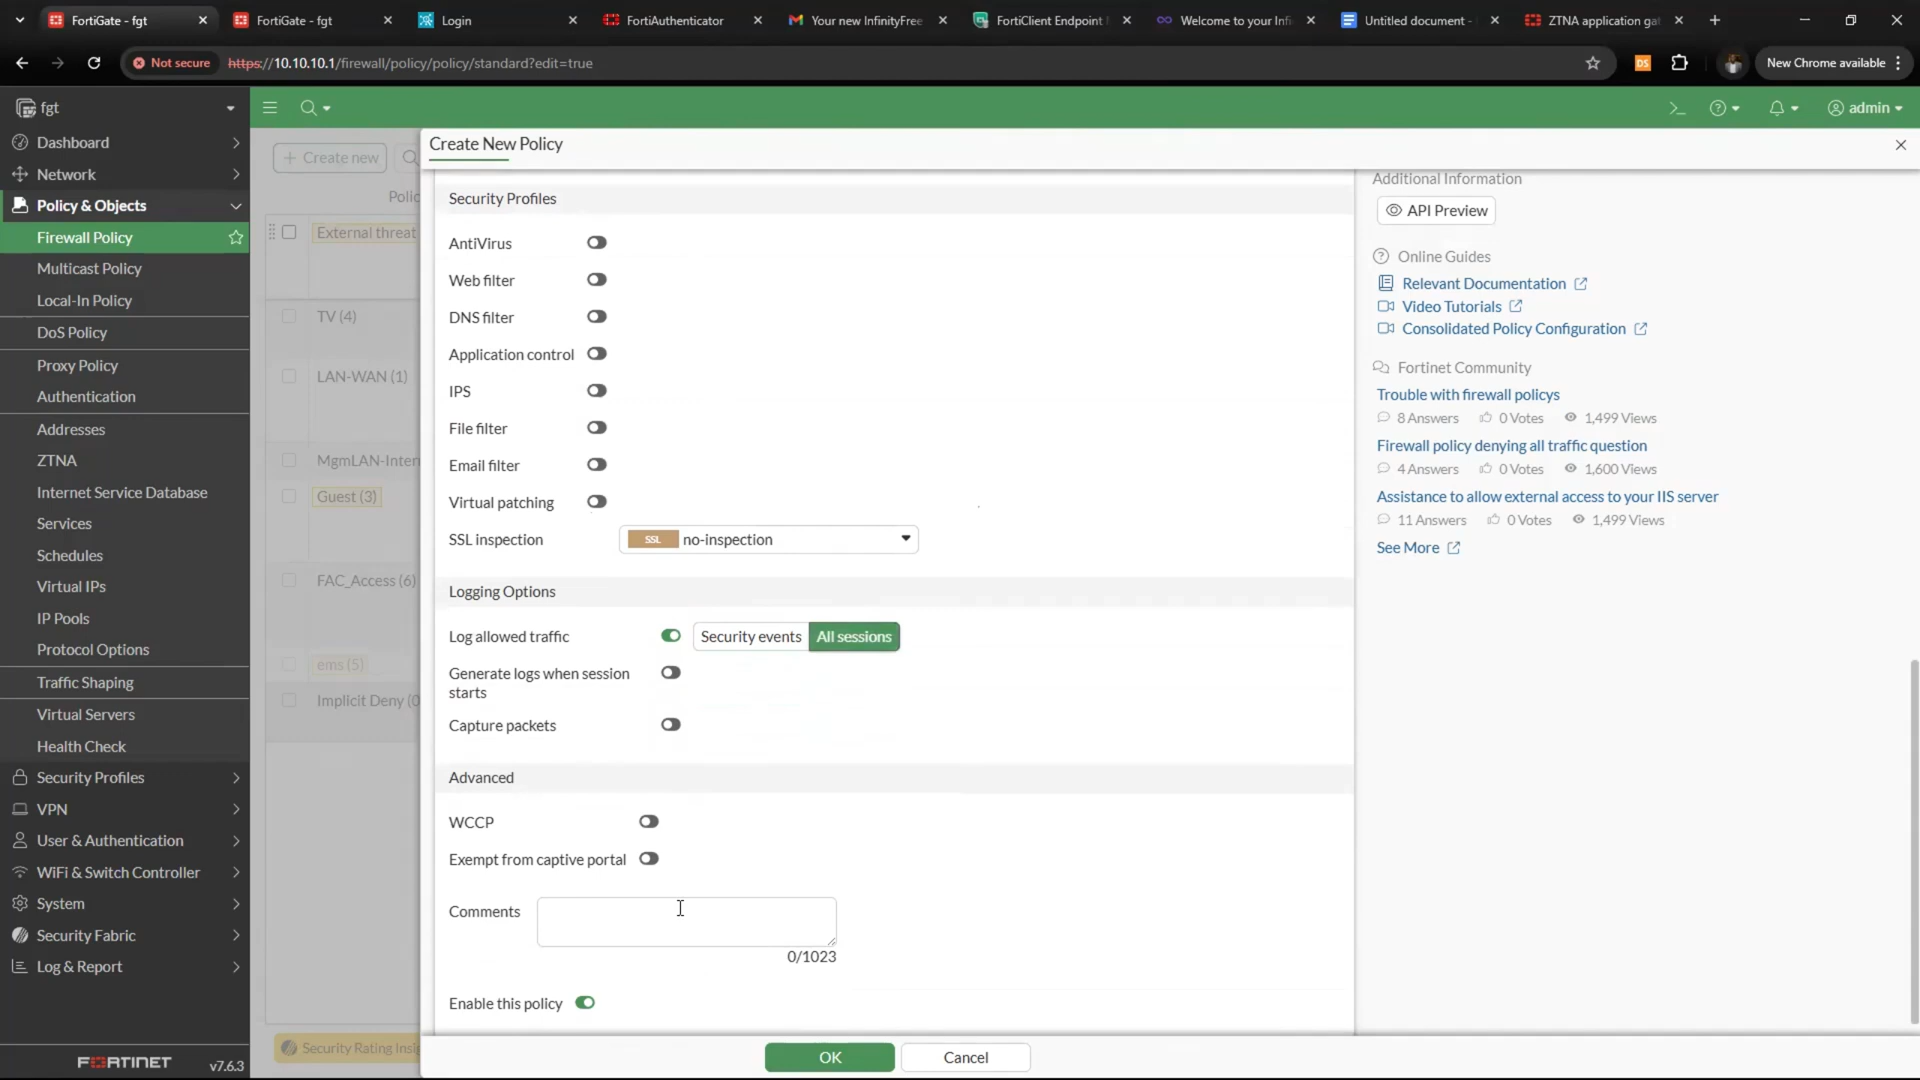 FortiGate - fgt
FortiGate - fgt
Login
FortiAuthenticator
Your new InfinityFree
FortiClient Endpoint
Welcome to your Infi
Untitled document -
ZTNA application gat
Not secure
https://10.10.10.1/firewall/policy/policy/standard?edit=true
DS
New Chrome available
fgt
admin
Dashboard
Network
Policy & Objects
Firewall Policy
Multicast Policy
Local-In Policy
DoS Policy
Proxy Policy
Authentication
Addresses
ZTNA
Internet Service Database
Services
Schedules
Virtual IPs
IP Pools
Protocol Options
Traffic Shaping
Virtual Servers
Health Check
Security Profiles
VPN
User & Authentication
WiFi & Switch Controller
System
Security Fabric
Log & Report
FORTINET
v7.6.3
Create new
Polic
External threat
TV (4)
LAN-WAN (1)
MgmLAN-Inter
Guest (3)
FAC_Access (6)
ems (5)
Implicit Deny (0
Security Rating Insig
Create New Policy
Security Profiles
AntiVirus
Web filter
DNS filter
Application control
IPS
File filter
Email filter
Virtual patching
SSL inspection
SSL no-inspection
Logging Options
Log allowed traffic
Security events
All sessions
Generate logs when session
starts
Capture packets
Advanced
WCCP
Exempt from captive portal
Comments
0/1023
Enable this policy
OK
Cancel
Additional Information
API Preview
Online Guides
Relevant Documentation
Video Tutorials
Consolidated Policy Configuration
Fortinet Community
Trouble with firewall policys
8 Answers 0 Votes 1,499 Views
Firewall policy denying all traffic question
4 Answers 0 Votes 1,600 Views
Assistance to allow external access to your IIS server
11 Answers 0 Votes 1,499 Views
See More